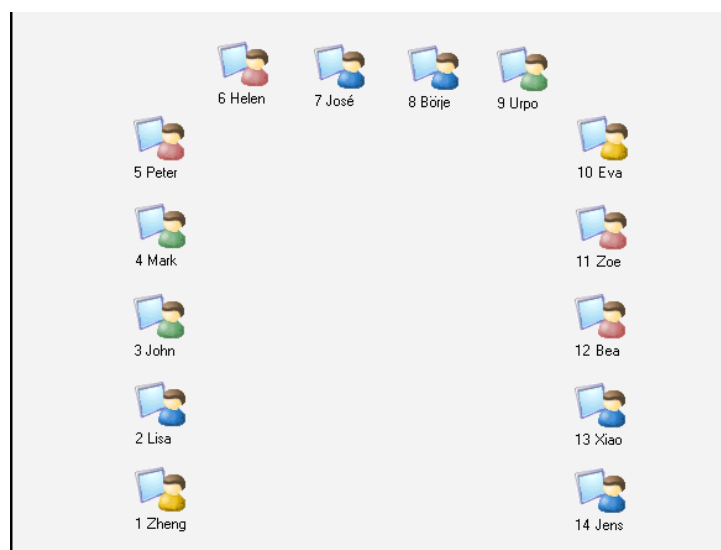 6 Helen
7 José
8 Börje
9 Urpo
5 Peter
10 Eva
4 Mark
11 Zoe
3 John
12 Bea
2 Lisa
13 Xiao
1 Zheng
14 Jens